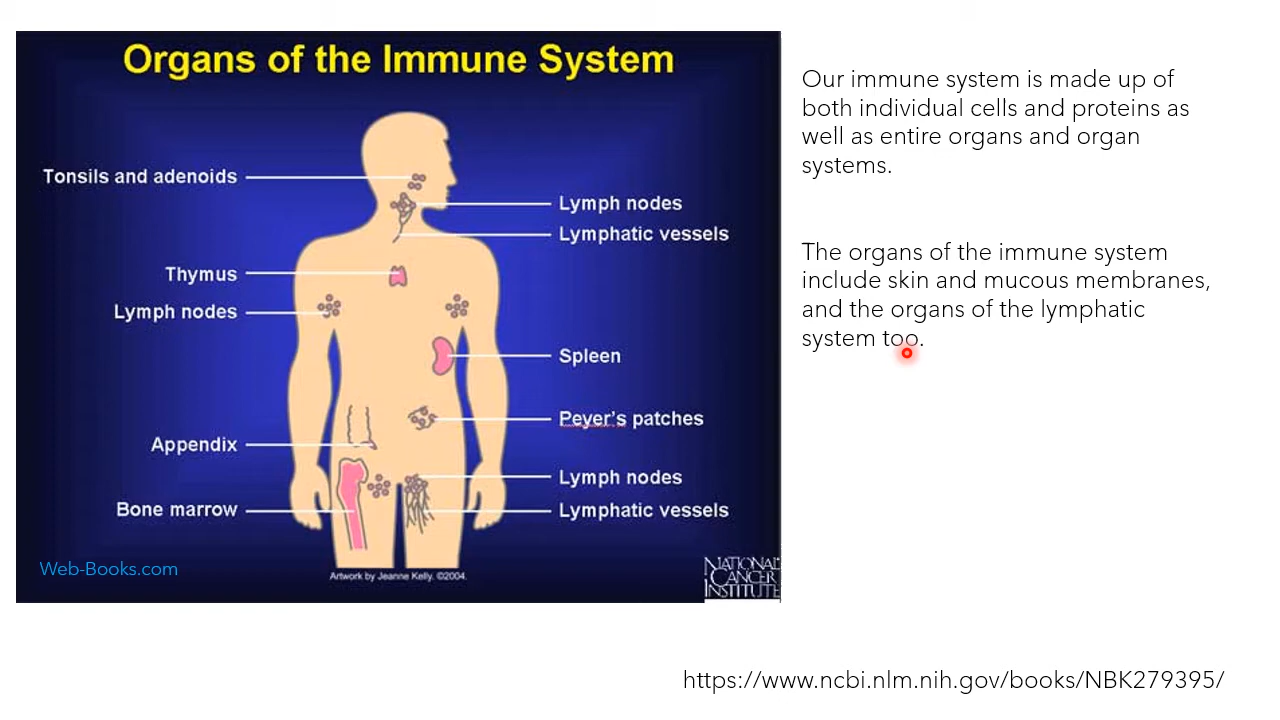 Organs of the Immune System
Tonsils and adenoids
Lymph nodes
Lymphatic vessels
Thymus
Lymph nodes
Spleen
Peyer's patches
Appendix
Lymph nodes
Bone marrow
Lymphatic vessels
Web-Books.com
Artwork by Jeanne Kelly. ©2004.
NATIONAL
CANCER
INSTITUTE
Our immune system is made up of
both individual cells and proteins as
well as entire organs and organ
systems.
The organs of the immune system
include skin and mucous membranes,
and the organs of the lymphatic
system too.
https://www.ncbi.nlm.nih.gov/books/NBK279395/